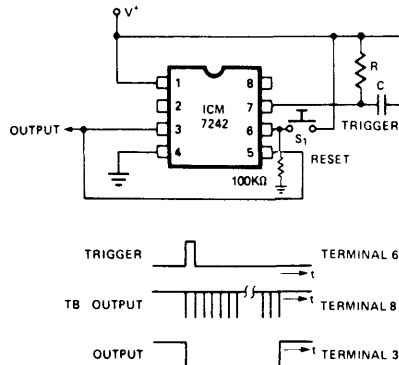 V+
R
C
1
2
3
4
ICM
7242
8
7
6
5
TRIGGER
S1
OUTPUT
RESET
100KΩ
TRIGGER
t
TERMINAL 6
TB OUTPUT
t
TERMINAL 8
OUTPUT
t
TERMINAL 3